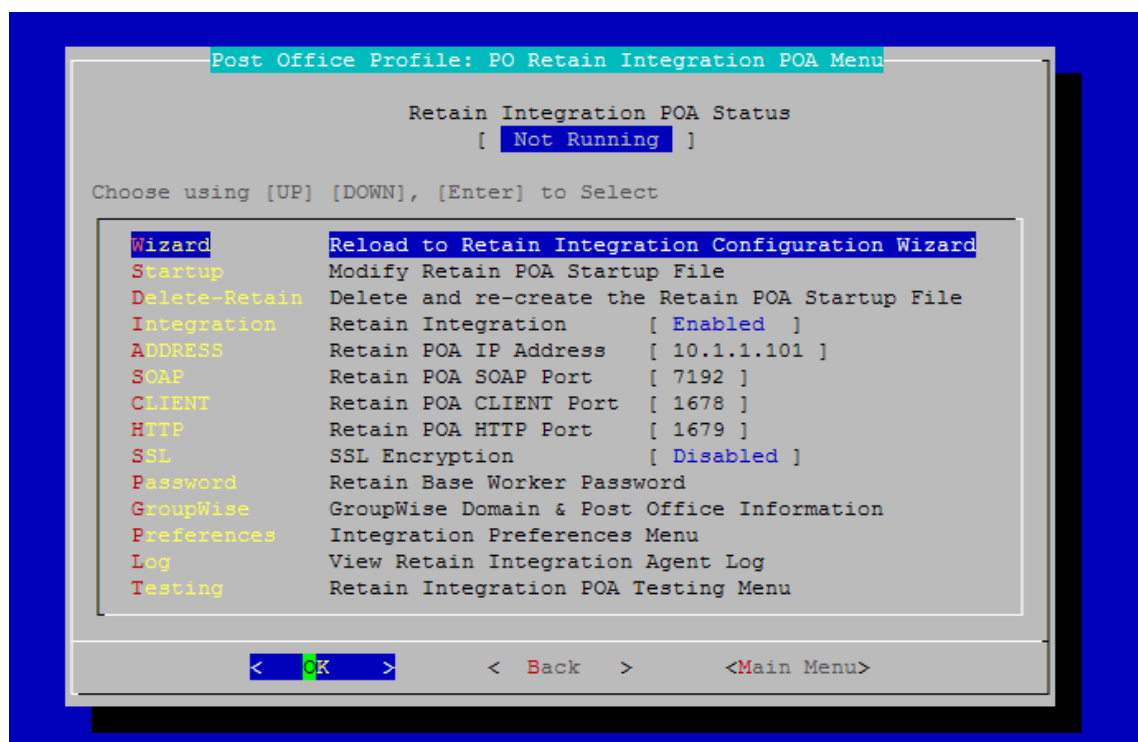 Post Office Profile: PO Retain Integration POA Menu
Retain Integration POA Status
[ Not Running ]
Choose using [UP] [DOWN], [Enter] to Select
Wizard Reload to Retain Integration Configuration Wizard
Startup Modify Retain POA Startup File
Delete-Retain Delete and re-create the Retain POA Startup File
Integration Retain Integration [ Enabled ]
ADDRESS Retain POA IP Address [ 10.1.1.101 ]
SOAP Retain POA SOAP Port [ 7192 ]
CLIENT Retain POA CLIENT Port [ 1678 ]
HTTP Retain POA HTTP Port [ 1679 ]
SSL SSL Encryption [ Disabled ]
Password Retain Base Worker Password
GroupWise GroupWise Domain & Post Office Information
Preferences Integration Preferences Menu
Log View Retain Integration Agent Log
Testing Retain Integration POA Testing Menu
< OK > < Back > <Main Menu>